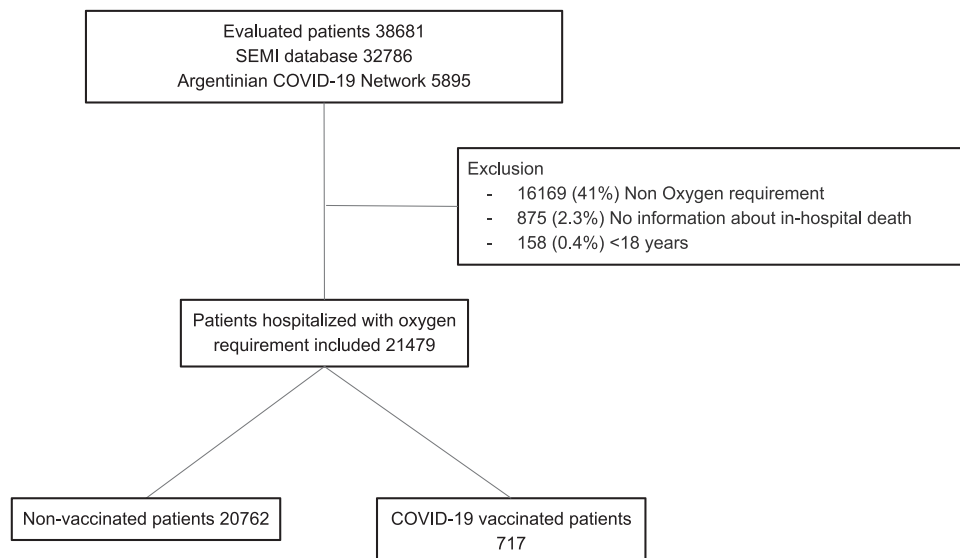 Evaluated patients 38681
SEMI database 32786
Argentinian COVID-19 Network 5895
Exclusion
- 16169 (41%) Non Oxygen requirement
- 875 (2.3%) No information about in-hospital death
- 158 (0.4%) <18 years
Patients hospitalized with oxygen
requirement included 21479
Non-vaccinated patients 20762
COVID-19 vaccinated patients
717